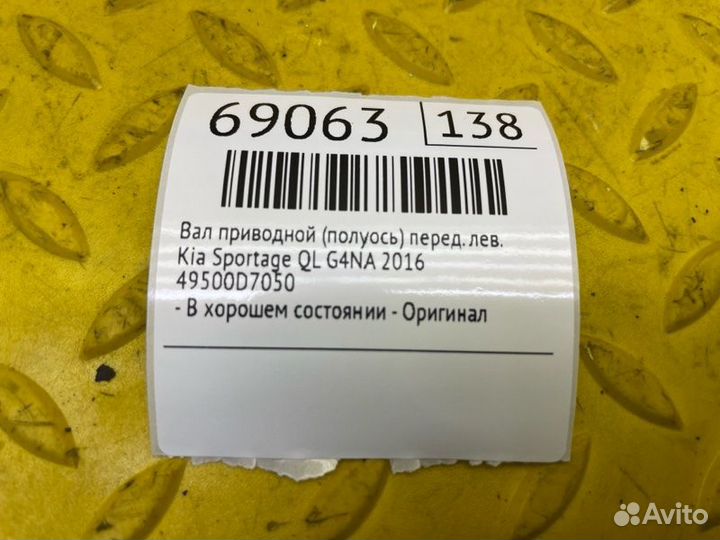 69063 138
Вал приводной (полуось) перед. лев.
Kia Sportage QL G4NA 2016
49500D7050
- В хорошем состоянии - Оригинал
Avito